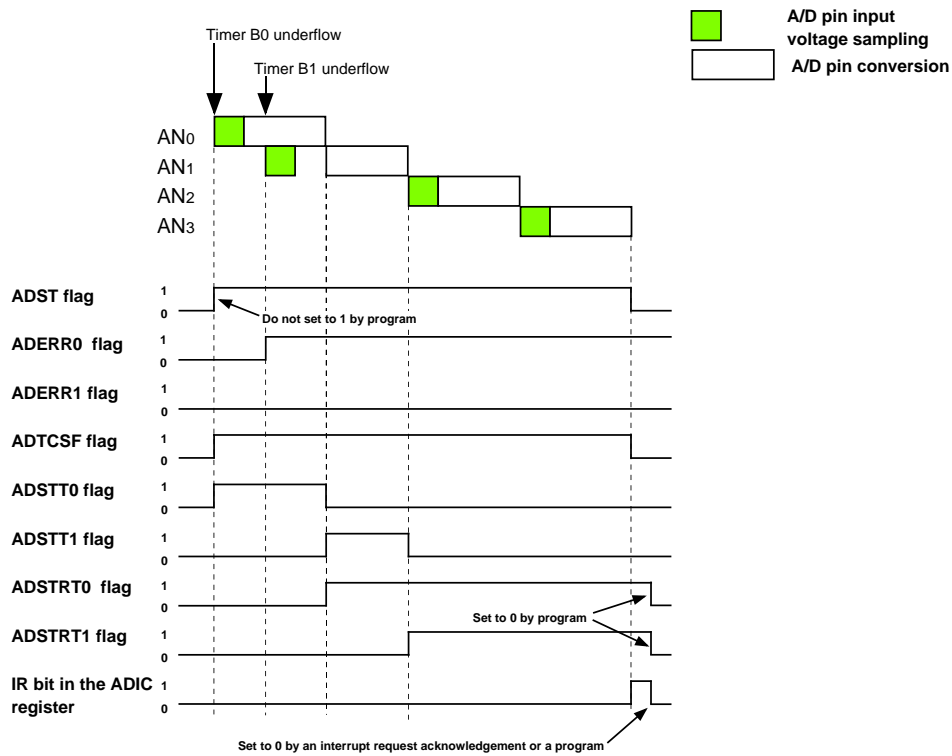 A/D pin input
voltage sampling
A/D pin conversion
Timer B0 underflow
Timer B1 underflow
AN0
AN1
AN2
AN3
ADST flag
1
0
Do not set to 1 by program
ADERR0 flag
1
0
ADERR1 flag
1
0
ADTCSF flag
1
0
ADSTT0 flag
1
0
ADSTT1 flag
1
0
ADSTRT0 flag
1
0
Set to 0 by program
ADSTRT1 flag
1
0
IR bit in the ADIC
register
1
0
Set to 0 by an interrupt request acknowledgement or a program